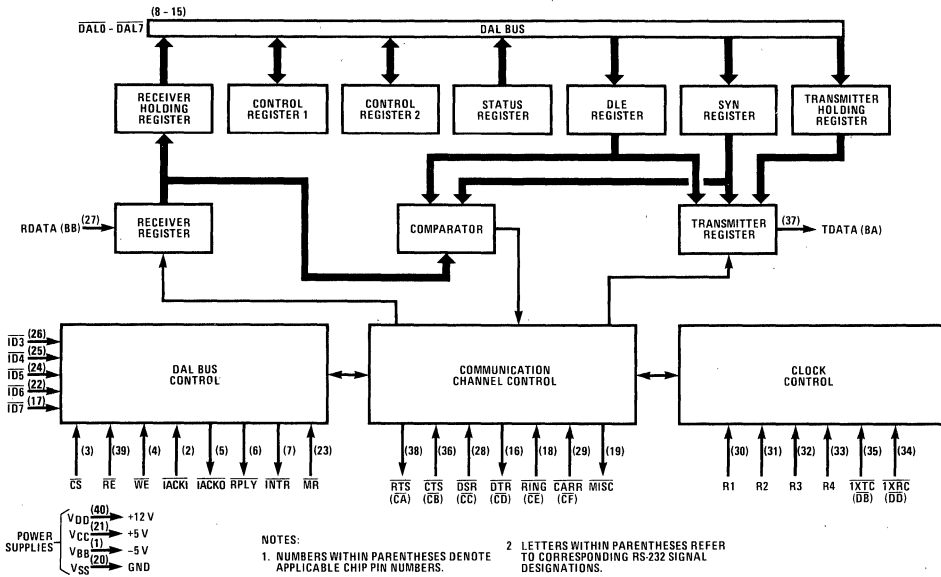 (8 - 15)
DAL0 - DAL7
DAL BUS
RECEIVER
HOLDING
REGISTER
CONTROL
REGISTER 1
CONTROL
REGISTER 2
STATUS
REGISTER
DLE
REGISTER
SYN
REGISTER
TRANSMITTER
HOLDING
REGISTER
RDATA (BB)
(27)
RECEIVER
REGISTER
COMPARATOR
TRANSMITTER
REGISTER
(37)
TDATA (BA)
ID3 (26)
ID4 (25)
ID5 (24)
ID6 (22)
ID7 (17)
DAL BUS
CONTROL
COMMUNICATION
CHANNEL CONTROL
CLOCK
CONTROL
(3) (39) (4) (2) (5) (6) (7) (23)
CS RE WE IACKI IACKO RPLY INTR MR
(38) (36) (28) (16) (18) (29) (19)
RTS CTS DSR DTR RING CARR MISC
(CA) (CB) (CC) (CD) (CE) (CF)
(30) (31) (32) (33) (35) (34)
R1 R2 R3 R4 1XTC 1XRC
(DB) (DD)
POWER
SUPPLIES
VDD (40) +12 V
VCC (21) +5 V
VBB (1) -5 V
VSS (20) GND
NOTES:
1. NUMBERS WITHIN PARENTHESES DENOTE
APPLICABLE CHIP PIN NUMBERS.
2 LETTERS WITHIN PARENTHESES REFER
TO CORRESPONDING RS-232 SIGNAL
DESIGNATIONS.